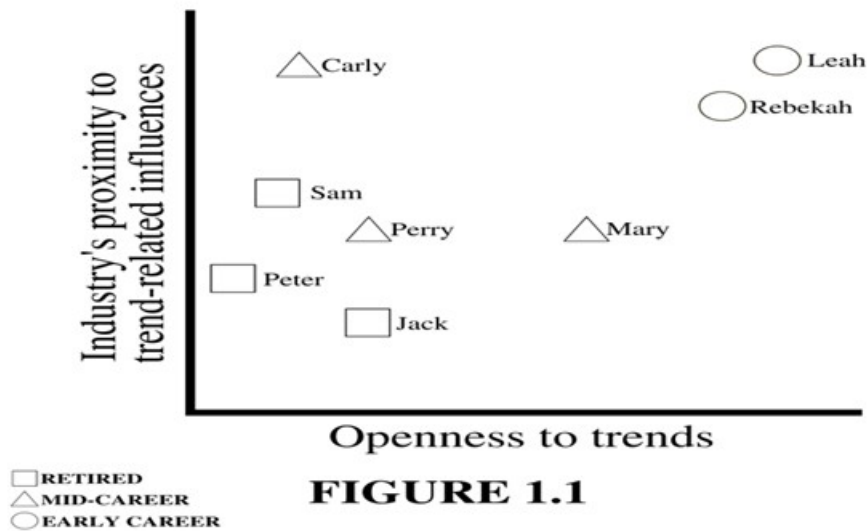 Industry's proximity to
trend-related influences
Carly
Leah
Rebekah
Sam
Perry
Mary
Peter
Jack
Openness to trends
RETIRED
MID-CAREER
EARLY CAREER
FIGURE 1.1